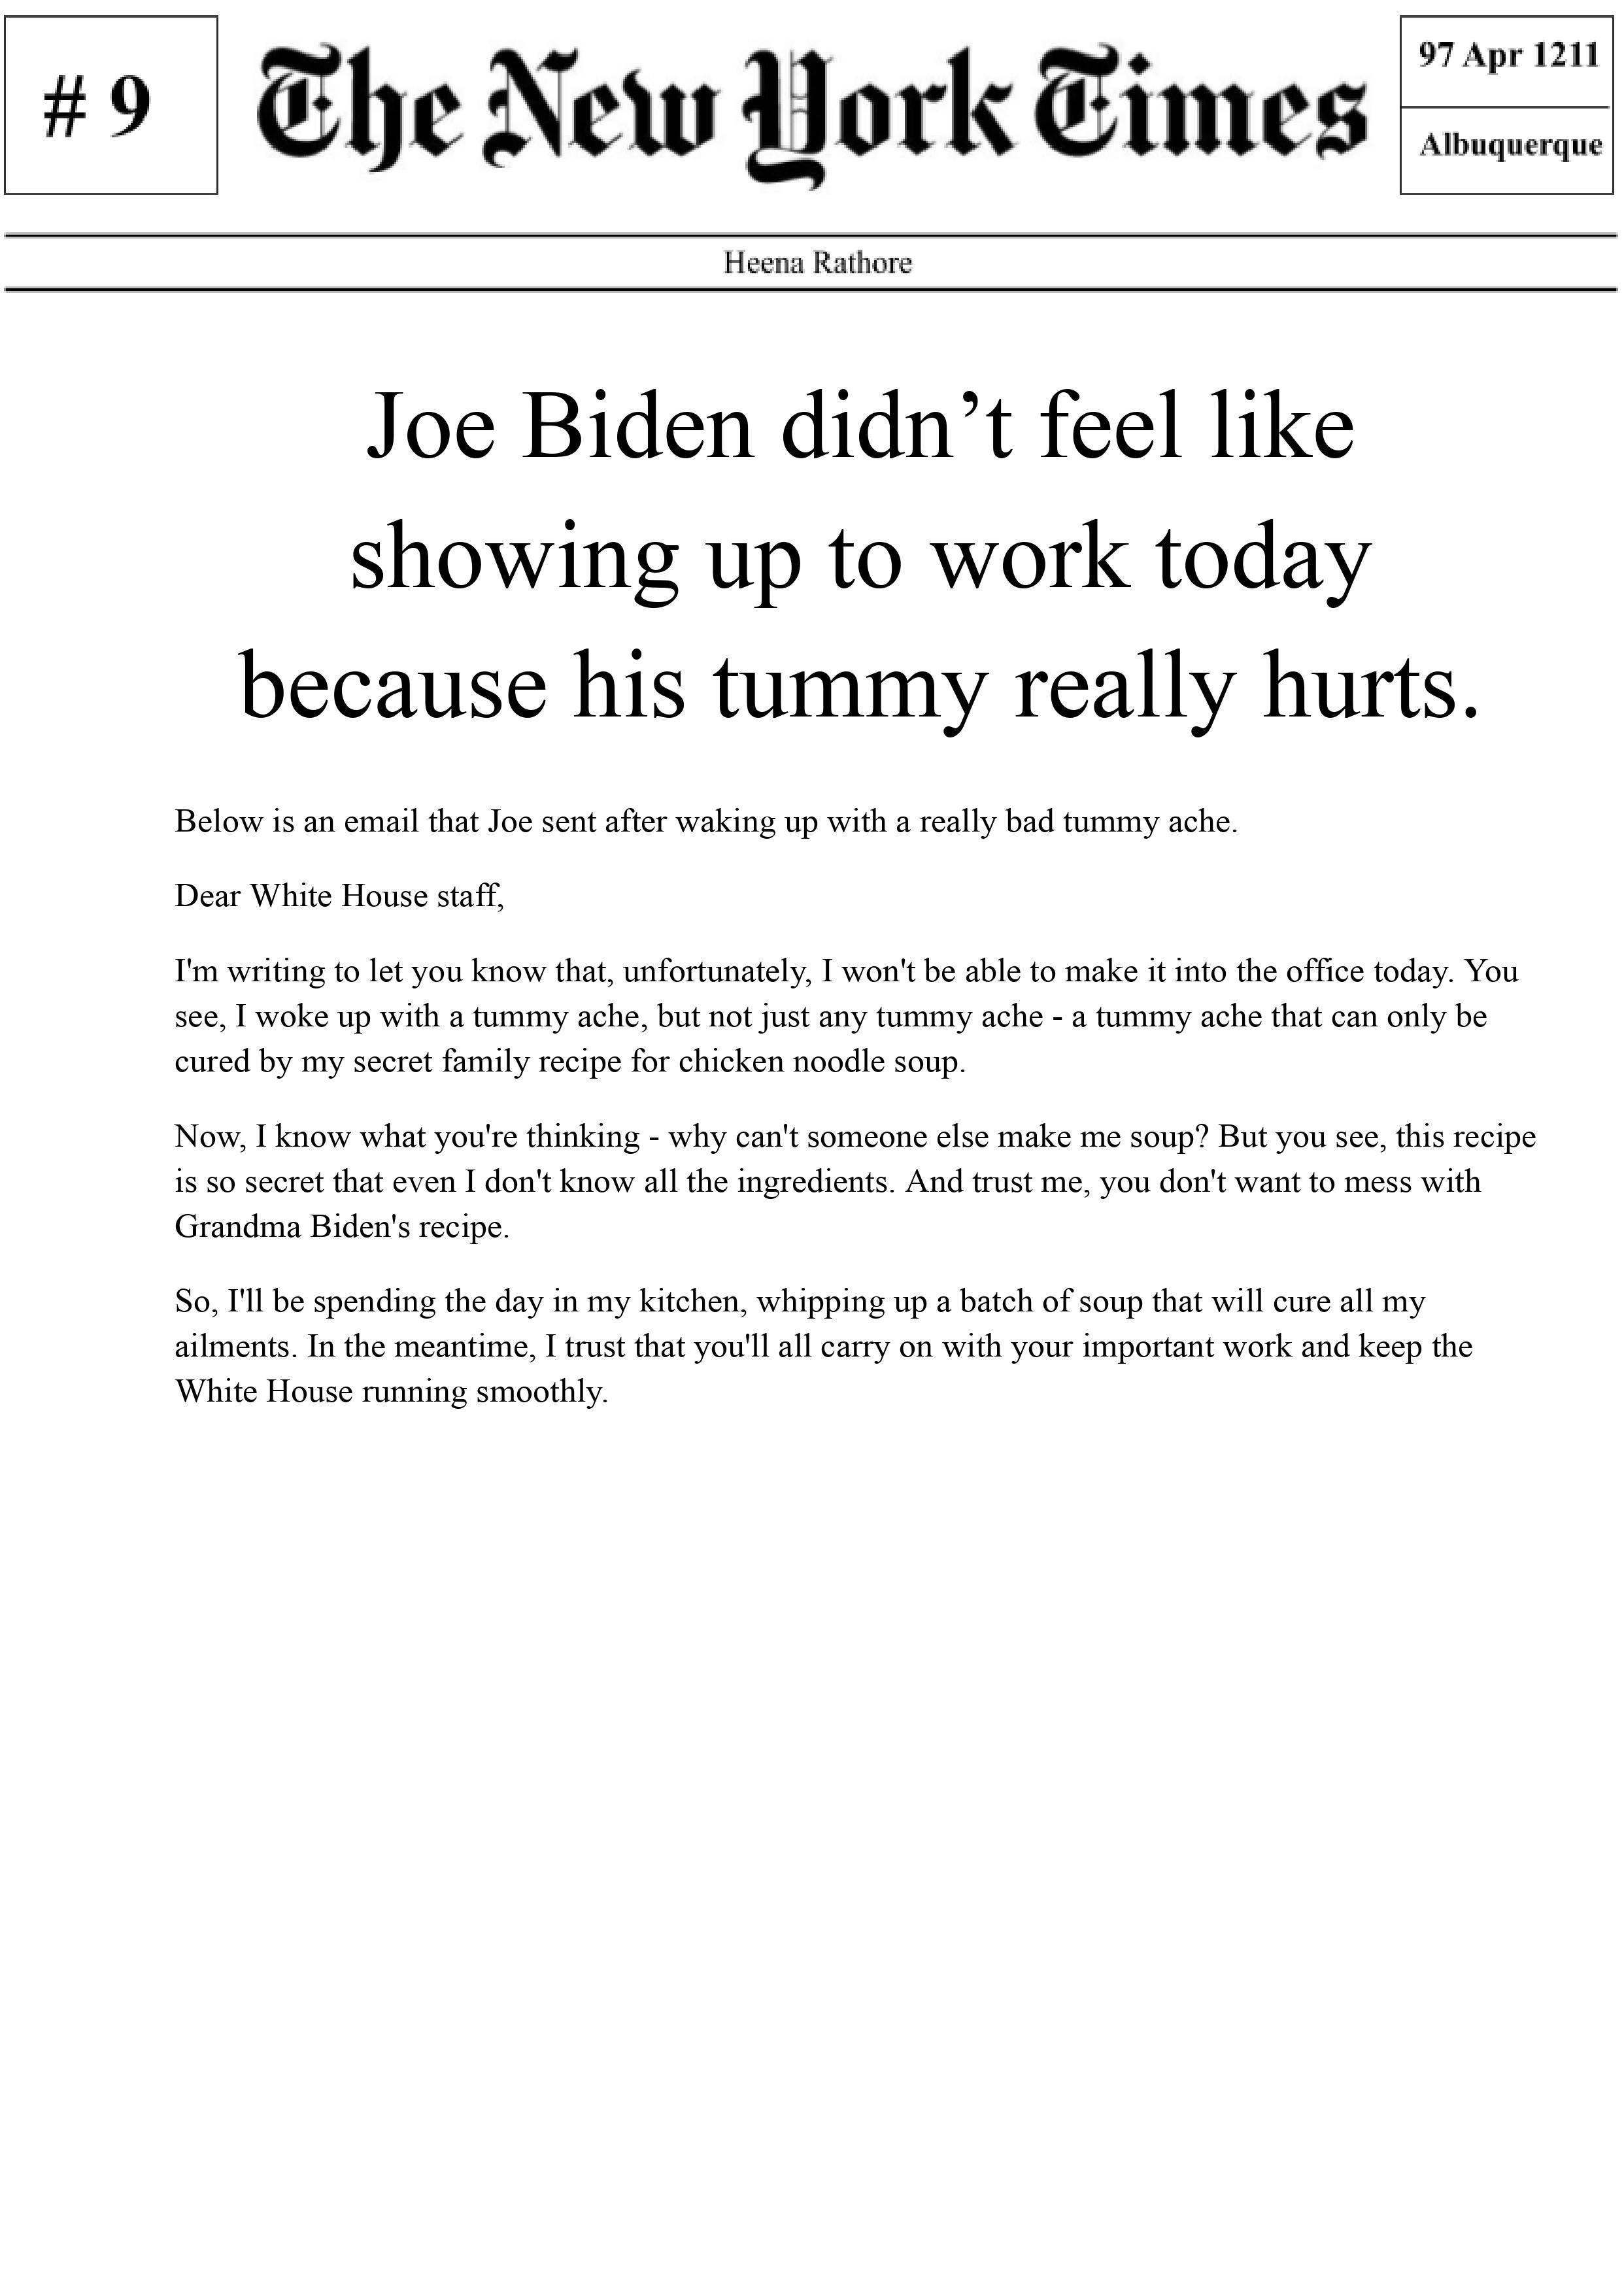 # 9
The New York Times
97 Apr 1211
Albuquerque
Heena Rathore
Joe Biden didn’t feel like
showing up to work today
because his tummy really hurts.
Below is an email that Joe sent after waking up with a really bad tummy ache.
Dear White House staff,
I'm writing to let you know that, unfortunately, I won't be able to make it into the office today. You
see, I woke up with a tummy ache, but not just any tummy ache - a tummy ache that can only be
cured by my secret family recipe for chicken noodle soup.
Now, I know what you're thinking - why can't someone else make me soup? But you see, this recipe
is so secret that even I don't know all the ingredients. And trust me, you don't want to mess with
Grandma Biden's recipe.
So, I'll be spending the day in my kitchen, whipping up a batch of soup that will cure all my
ailments. In the meantime, I trust that you'll all carry on with your important work and keep the
White House running smoothly.